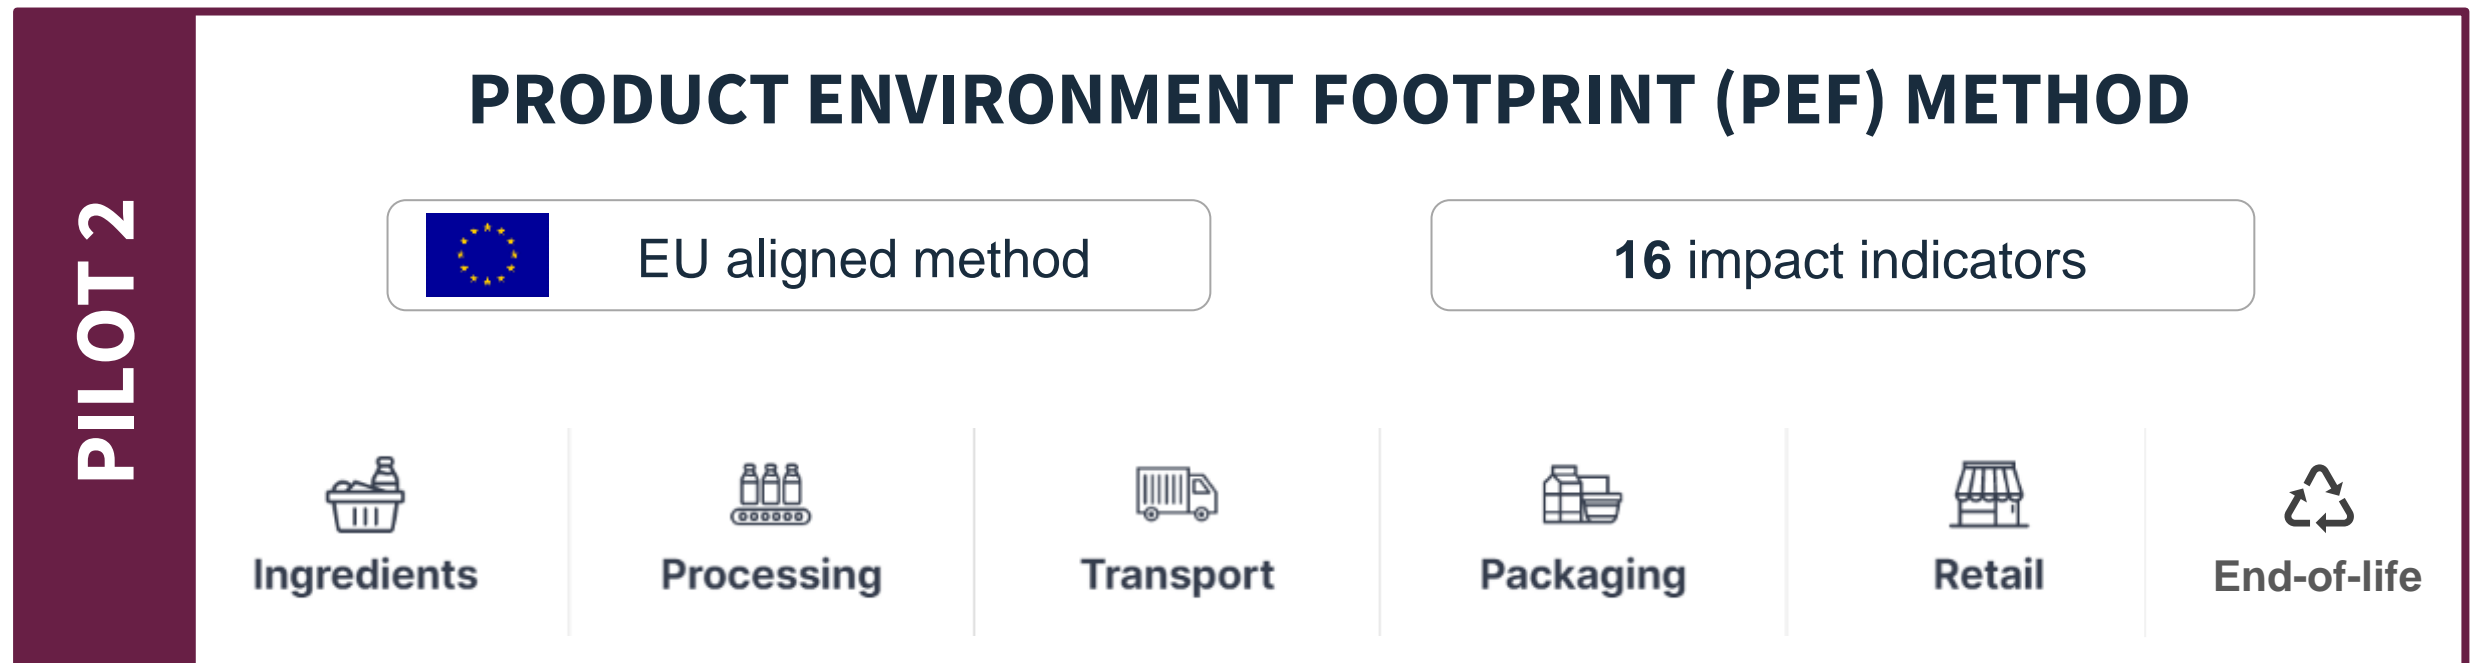 PILOT 2
PRODUCT ENVIRONMENT FOOTPRINT (PEF) METHOD
EU aligned method
16 impact indicators
Ingredients
Processing
Transport
Packaging
Retail
End-of-life